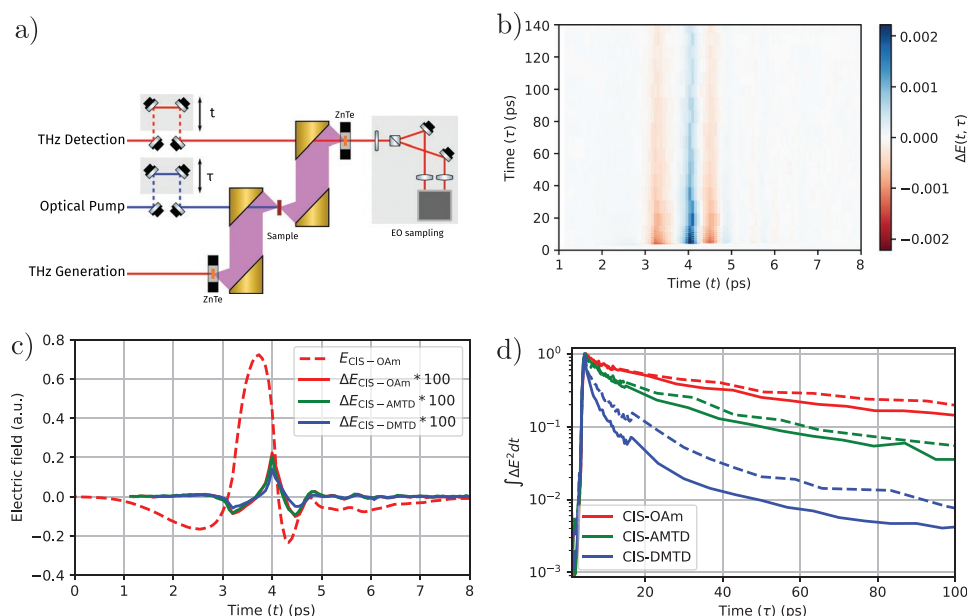 a)
t
THz Detection
τ
Optical Pump
THz Generation
ZnTe
Sample
ZnTe
EO sampling
b)
140
120
100
80
60
40
20
0
Time (τ) (ps)
1 2 3 4 5 6 7 8
Time (t) (ps)
0.002
0.001
0.000
−0.001
−0.002
ΔE(t, τ)
c)
0.8
0.6
0.4
0.2
0.0
−0.2
−0.4
Electric field (a.u.)
E_CIS−OAm
ΔE_CIS−OAm * 100
ΔE_CIS−AMTD * 100
ΔE_CIS−DMTD * 100
0 1 2 3 4 5 6 7 8
Time (t) (ps)
d)
10⁰
10⁻¹
10⁻²
10⁻³
∫ ΔE²dt
CIS-OAm
CIS-AMTD
CIS-DMTD
20 40 60 80 100
Time (τ) (ps)